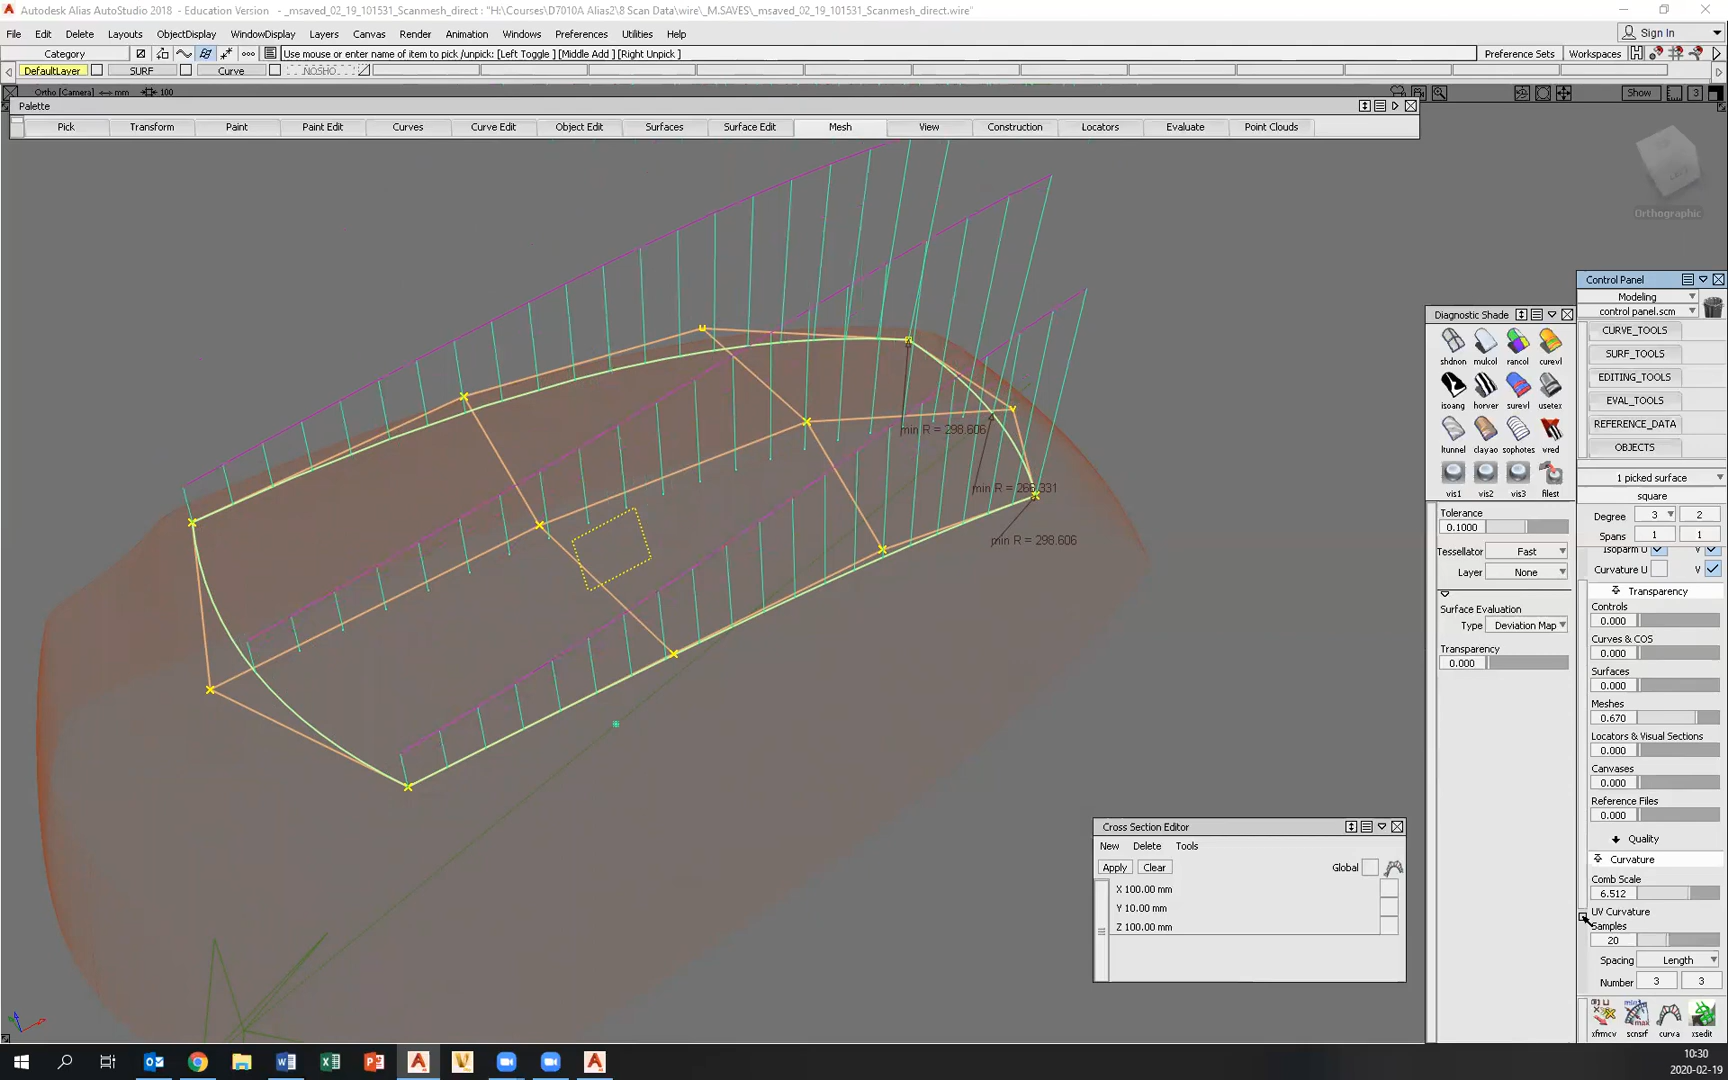 Autodesk Alias AutoStudio 2018 - Education Version - _msaved_02_19_101531_Scanmesh_direct : "H:\Courses\D7010A Alias2\8 Scan Data\wire\_M.SAVES\_msaved_02_19_101531_Scanmesh_direct.wire"
File Edit Delete Layouts ObjectDisplay WindowDisplay Layers Canvas Render Animation Windows Preferences Utilities Help Sign In
Category Use mouse or enter name of item to pick /unpick: [Left Toggle ] [Middle Add ] [Right Unpick ] Preference Sets Workspaces
DefaultLayer SURF Curve NOSHO
Ortho [Camera] mm 100 Show 3
Palette
Pick Transform Paint Paint Edit Curves Curve Edit Object Edit Surfaces Surface Edit Mesh View Construction Locators Evaluate Point Clouds
Orthographic
min R = 298.606
min R = 298.606
Diagnostic Shade
shdnon mulcol rancol curevl
isoang horver surevl usetex
ltunnel clayao sophotes vred
vis1 vis2 vis3 filest
Tolerance
0.1000
Tessellator Fast
Layer None
Surface Evaluation
Type Deviation Map
Transparency
0.000
Control Panel
Modeling
control panel.scm
CURVE_TOOLS
SURF_TOOLS
EDITING_TOOLS
EVAL_TOOLS
REFERENCE_DATA
OBJECTS
1 picked surface
square
Degree 3 2
Spans 1 1
Isoparm U V
Curvature U V
Transparency
Controls
0.000
Curves & COS
0.000
Surfaces
0.000
Meshes
0.670
Locators & Visual Sections
0.000
Canvases
0.000
Reference Files
0.000
Quality
Curvature
Comb Scale
6.512
UV Curvature
Samples
20
Spacing Length
Number 3 3
xfrmcv scnsrf curva xsedit
Cross Section Editor
New Delete Tools
Apply Clear Global
X 100.00 mm
Y 10.00 mm
Z 100.00 mm
10:30
2020-02-19